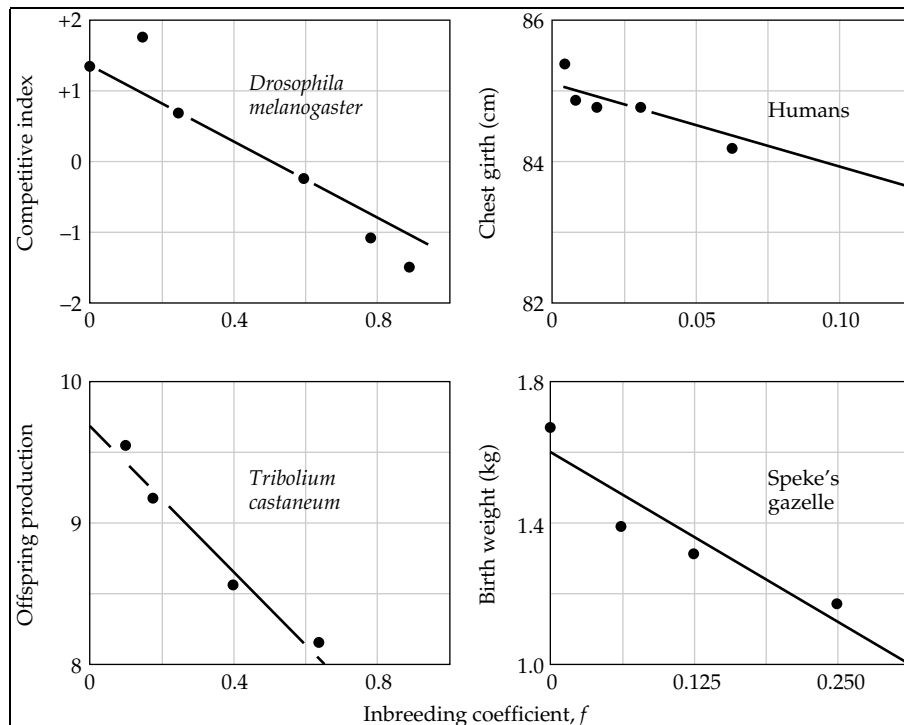 +2
+1
0
−1
−2
Competitive index
Drosophila
melanogaster
0
0.4
0.8
86
84
82
Chest girth (cm)
Humans
0
0.05
0.10
10
9
8
Offspring production
Tribolium
castaneum
0
0.4
0.8
1.8
1.4
1.0
Birth weight (kg)
Speke’s
gazelle
0
0.125
0.250
Inbreeding coefficient, f